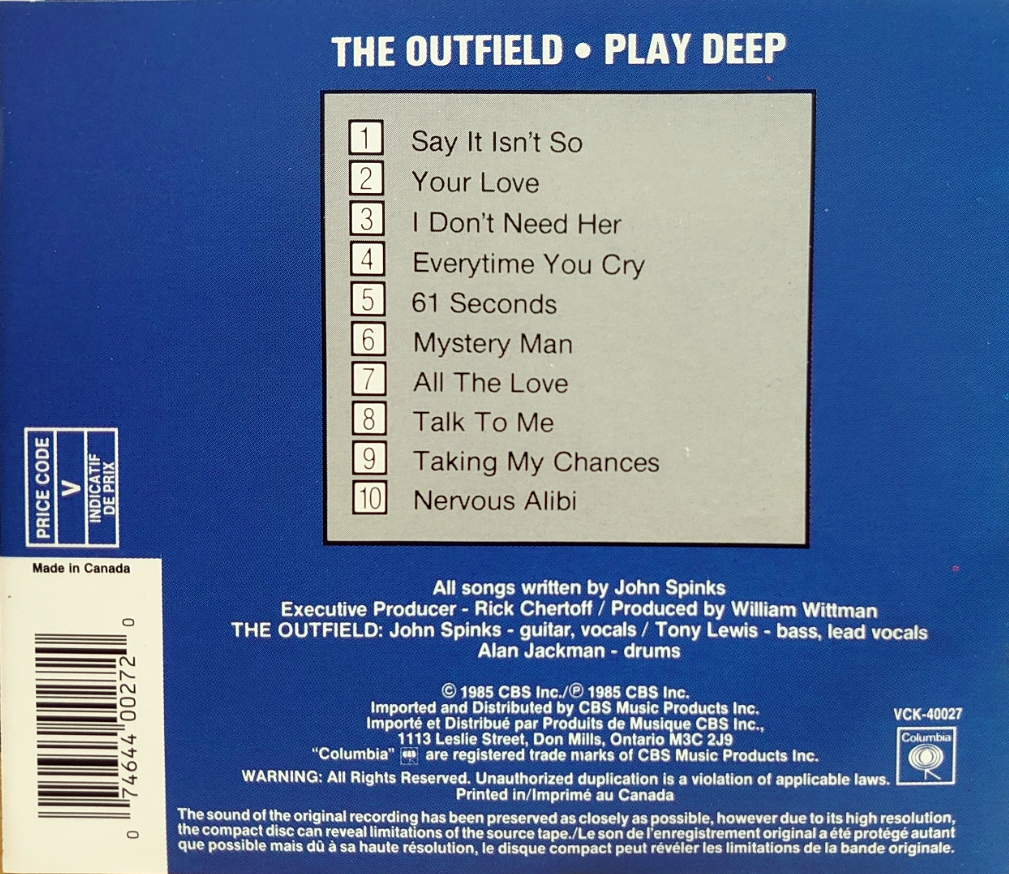 THE OUTFIELD • PLAY DEEP
1 Say It Isn't So
2 Your Love
3 I Don't Need Her
4 Everytime You Cry
5 61 Seconds
6 Mystery Man
7 All The Love
8 Talk To Me
9 Taking My Chances
10 Nervous Alibi
PRICE CODE
V
INDICATIF
DE PRIX
Made in Canada
0 74644 00272 0
All songs written by John Spinks
Executive Producer - Rick Chertoff / Produced by William Wittman
THE OUTFIELD: John Spinks - guitar, vocals / Tony Lewis - bass, lead vocals
Alan Jackman - drums
© 1985 CBS Inc./℗ 1985 CBS Inc.
Imported and Distributed by CBS Music Products Inc.
Importé et Distribué par Produits de Musique CBS Inc.,
1113 Leslie Street, Don Mills, Ontario M3C 2J9
"Columbia" CBS are registered trade marks of CBS Music Products Inc.
WARNING: All Rights Reserved. Unauthorized duplication is a violation of applicable laws.
Printed in/Imprimé au Canada
VCK-40027
Columbia
The sound of the original recording has been preserved as closely as possible, however due to its high resolution,
the compact disc can reveal limitations of the source tape./Le son de l'enregistrement original a été protégé autant
que possible mais dû à sa haute résolution, le disque compact peut révéler les limitations de la bande originale.